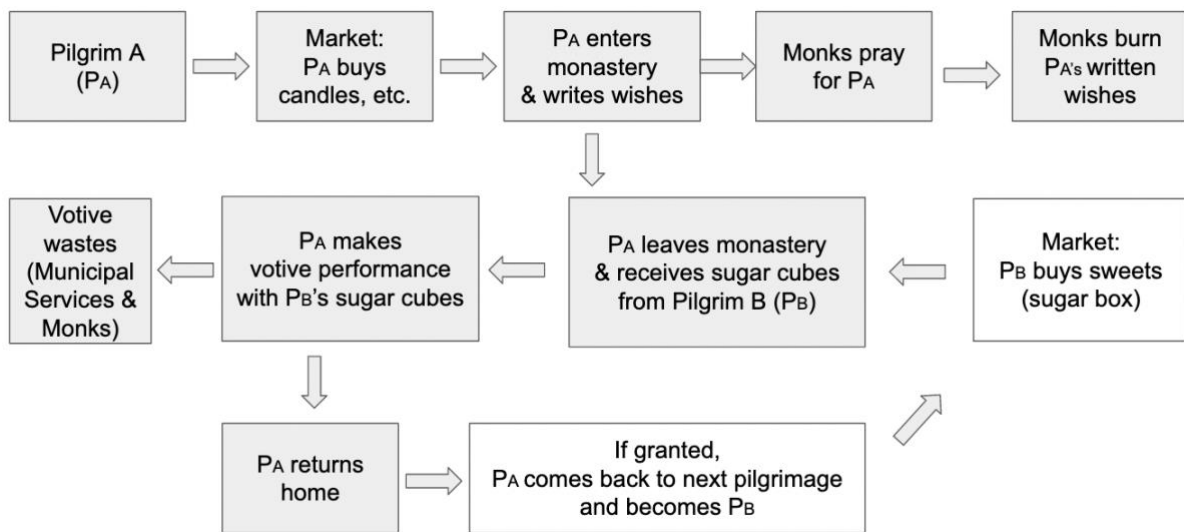 Pilgrim A
(PA)
Market:
PA buys
candles, etc.
PA enters
monastery
& writes wishes
Monks pray
for PA
Monks burn
PA's written
wishes
Votive
wastes
(Municipal
Services &
Monks)
PA makes
votive performance
with PB's sugar cubes
PA leaves monastery
& receives sugar cubes
from Pilgrim B (PB)
Market:
PB buys sweets
(sugar box)
PA returns
home
If granted,
PA comes back to next pilgrimage
and becomes PB